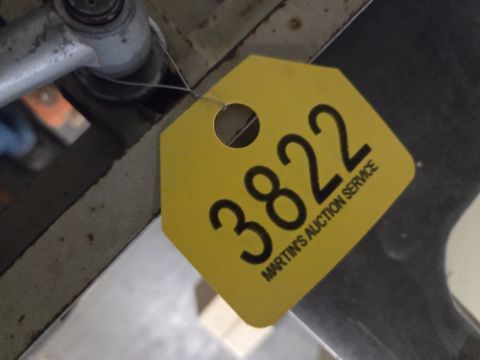 3822
MARTIN'S AUCTION SERVICE